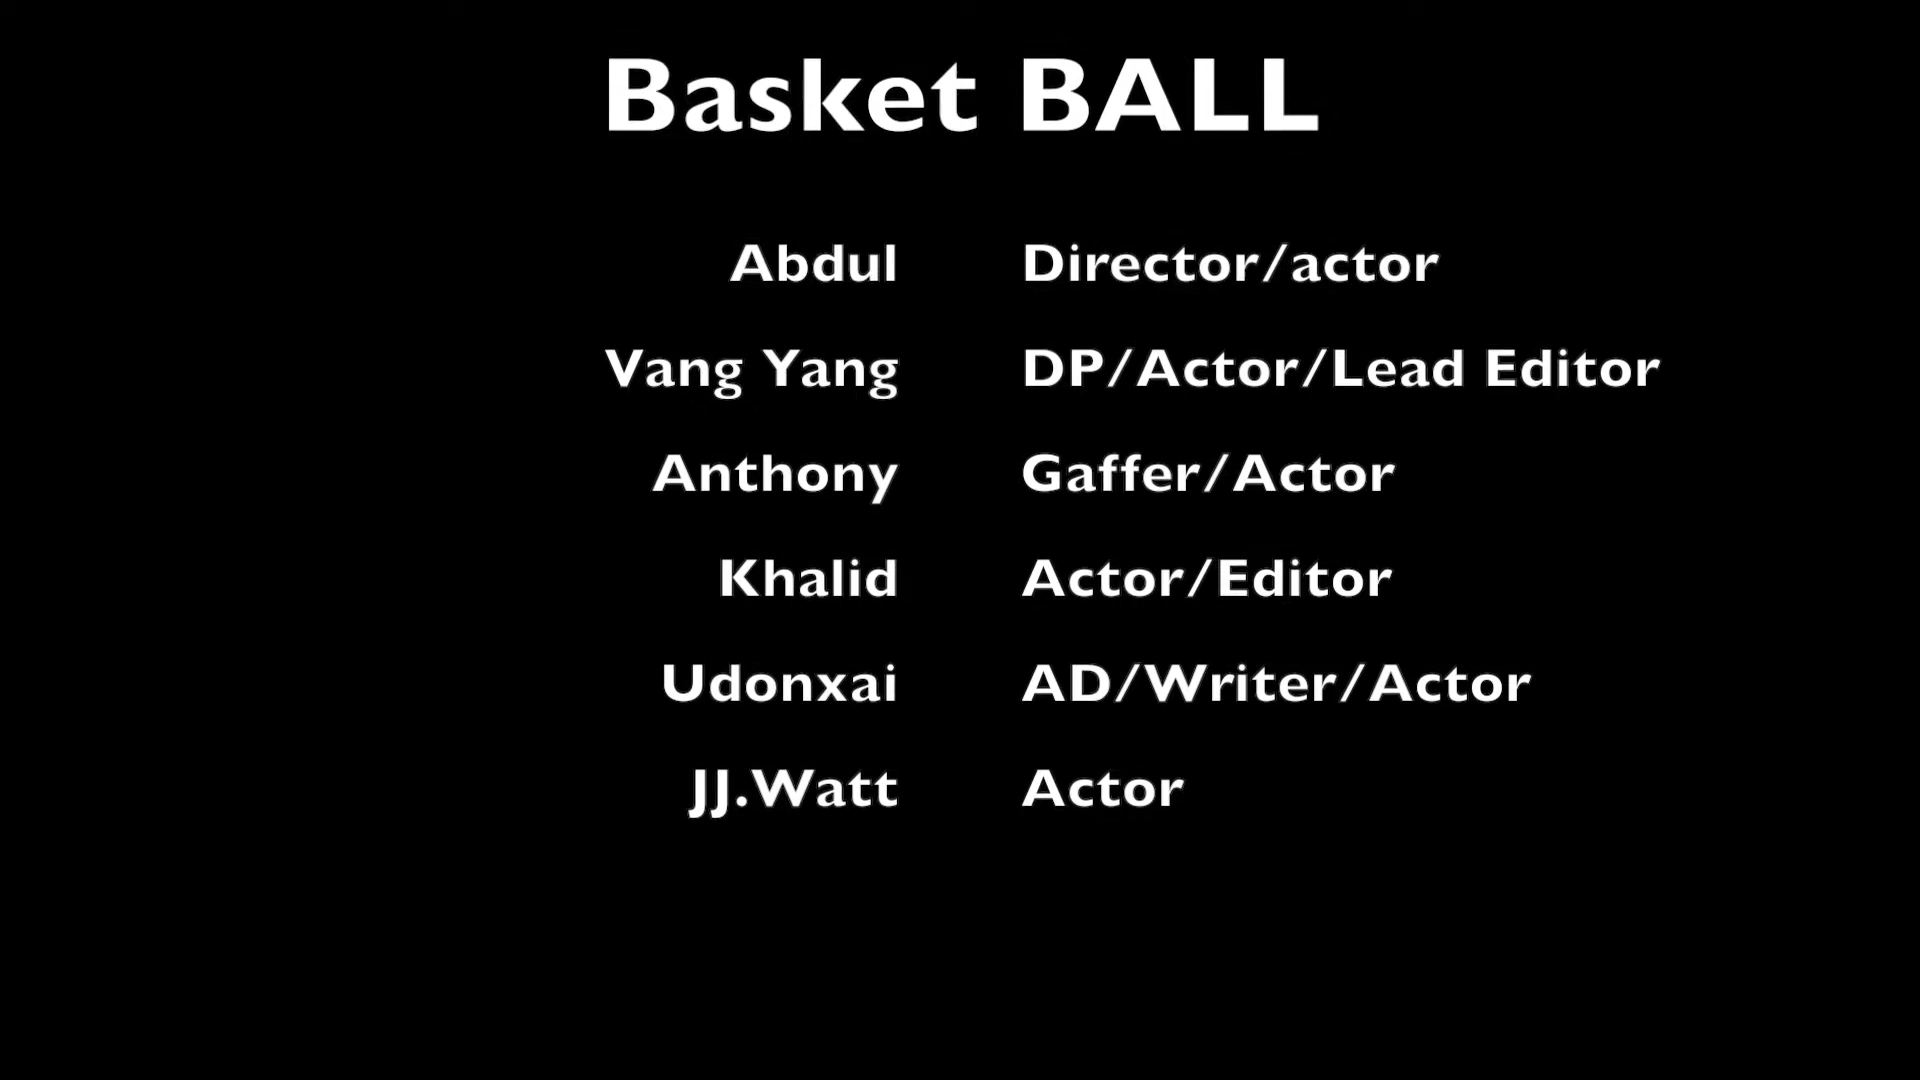 Basket BALL
Abdul Director/actor
Vang Yang DP/Actor/Lead Editor
Anthony Gaffer/Actor
Khalid Actor/Editor
Udonxai AD/Writer/Actor
JJ.Watt Actor